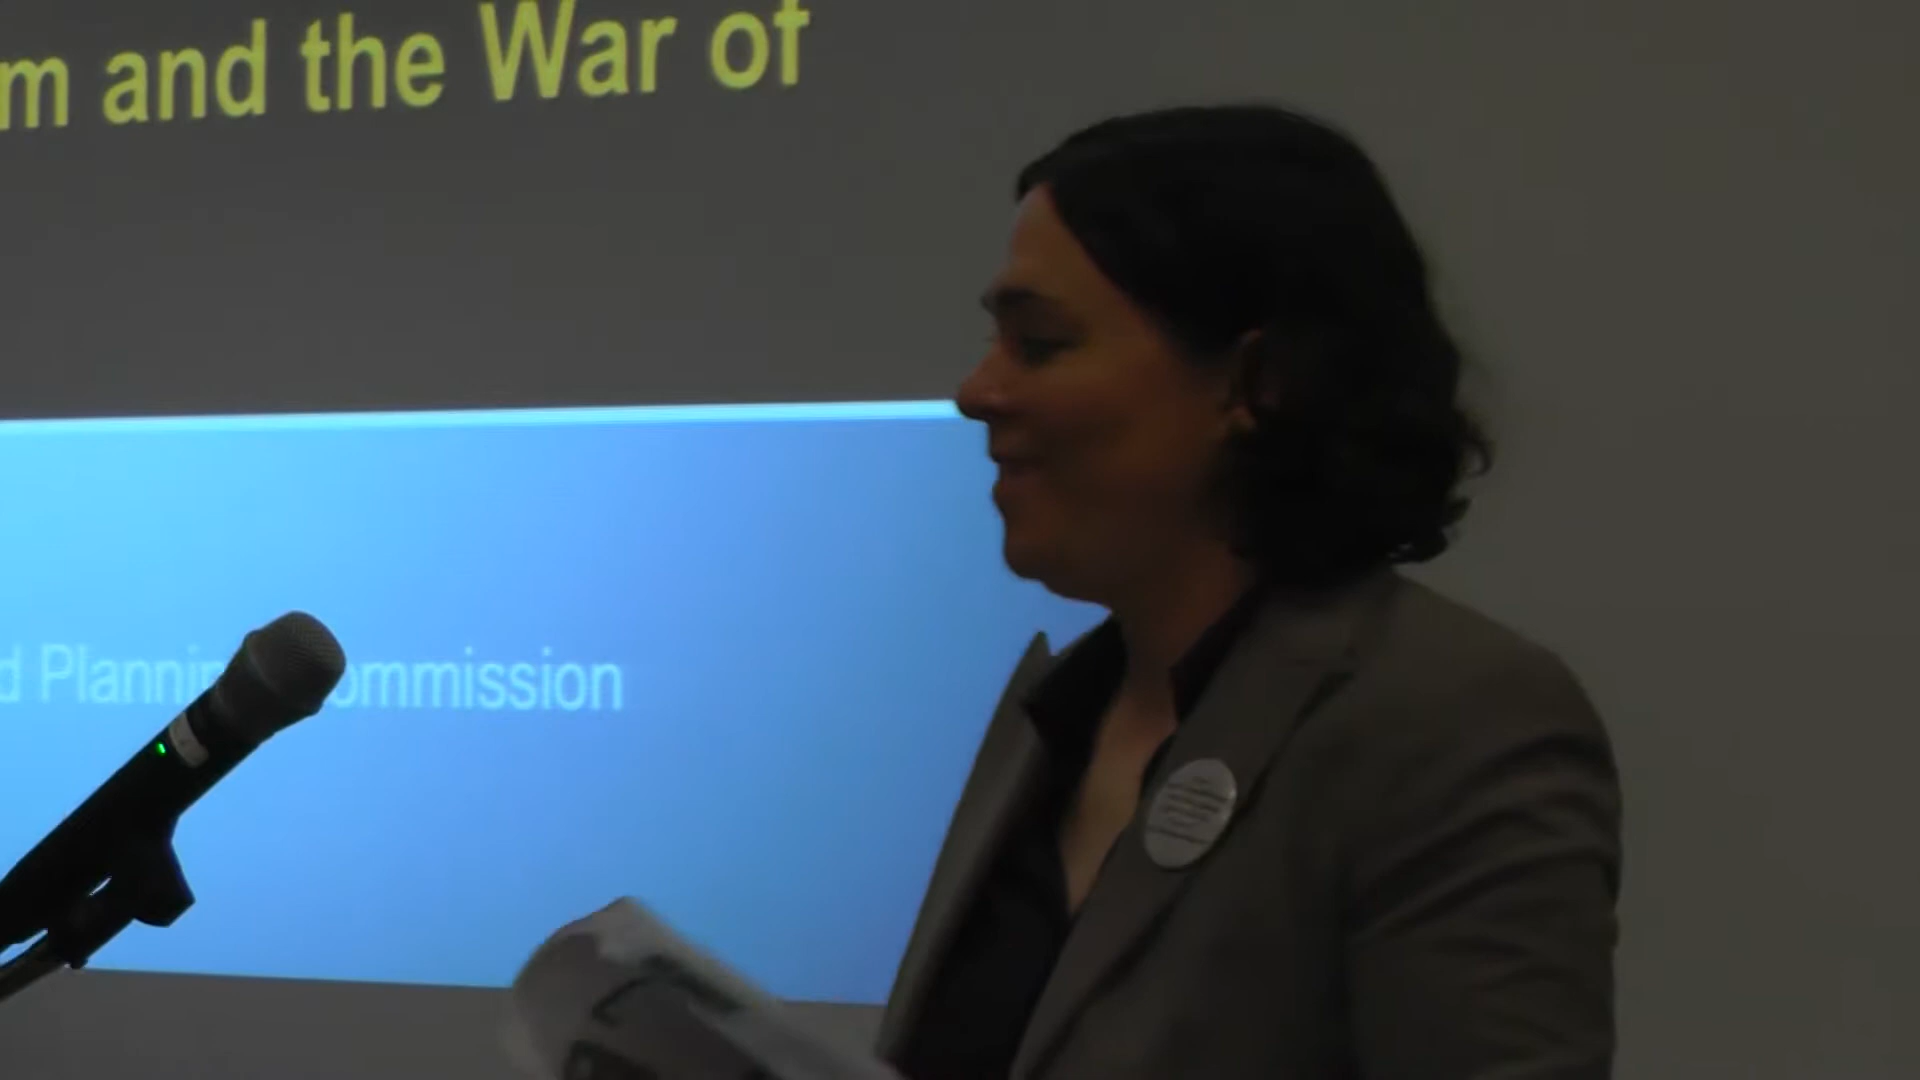 m and the War of
d Planning Commission